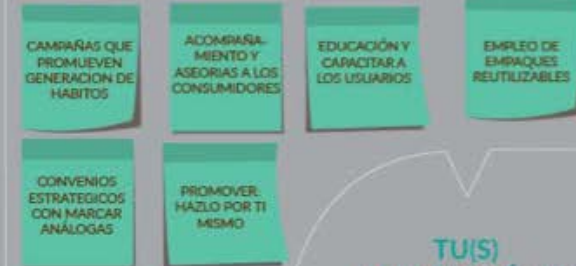 CAMPAÑAS QUE
PROMUEVEN
GENERACION DE
HABITOS
ACOMPAÑA-
MIENTO Y
ASEORIAS A LOS
CONSUMIDORES
EDUCACIÓN Y
CAPACITAR A
LOS USUARIOS
EMPLEO DE
EMPAQUES
REUTILIZABLES
CONVENIOS
ESTRATEGICOS
CON MARCAR
ANÁLOGAS
PROMOVER:
HAZLO POR TI
MISMO
TU(S)